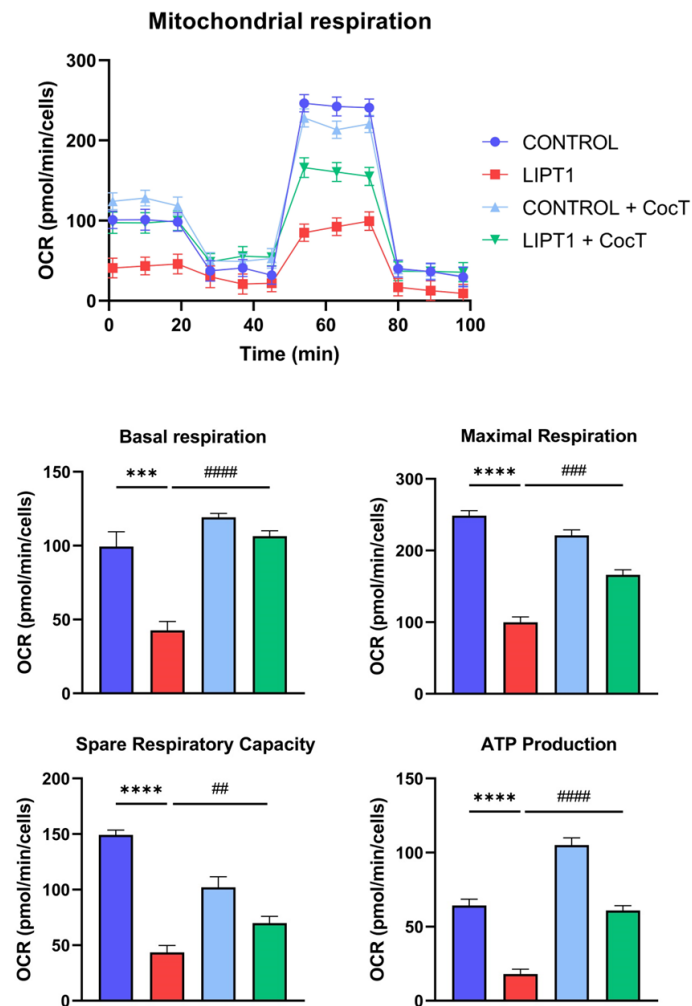 Mitochondrial respiration
300
200
100
0
OCR (pmol/min/cells)
0 20 40 60 80 100
Time (min)
CONTROL
LIPT1
CONTROL + CocT
LIPT1 + CocT
Basal respiration
*** ####
150
100
50
0
OCR (pmol/min/cells)
Maximal Respiration
**** ###
300
200
100
0
OCR (pmol/min/cells)
Spare Respiratory Capacity
**** ##
200
150
100
50
0
OCR (pmol/min/cells)
ATP Production
**** ####
150
100
50
0
OCR (pmol/min/cells)